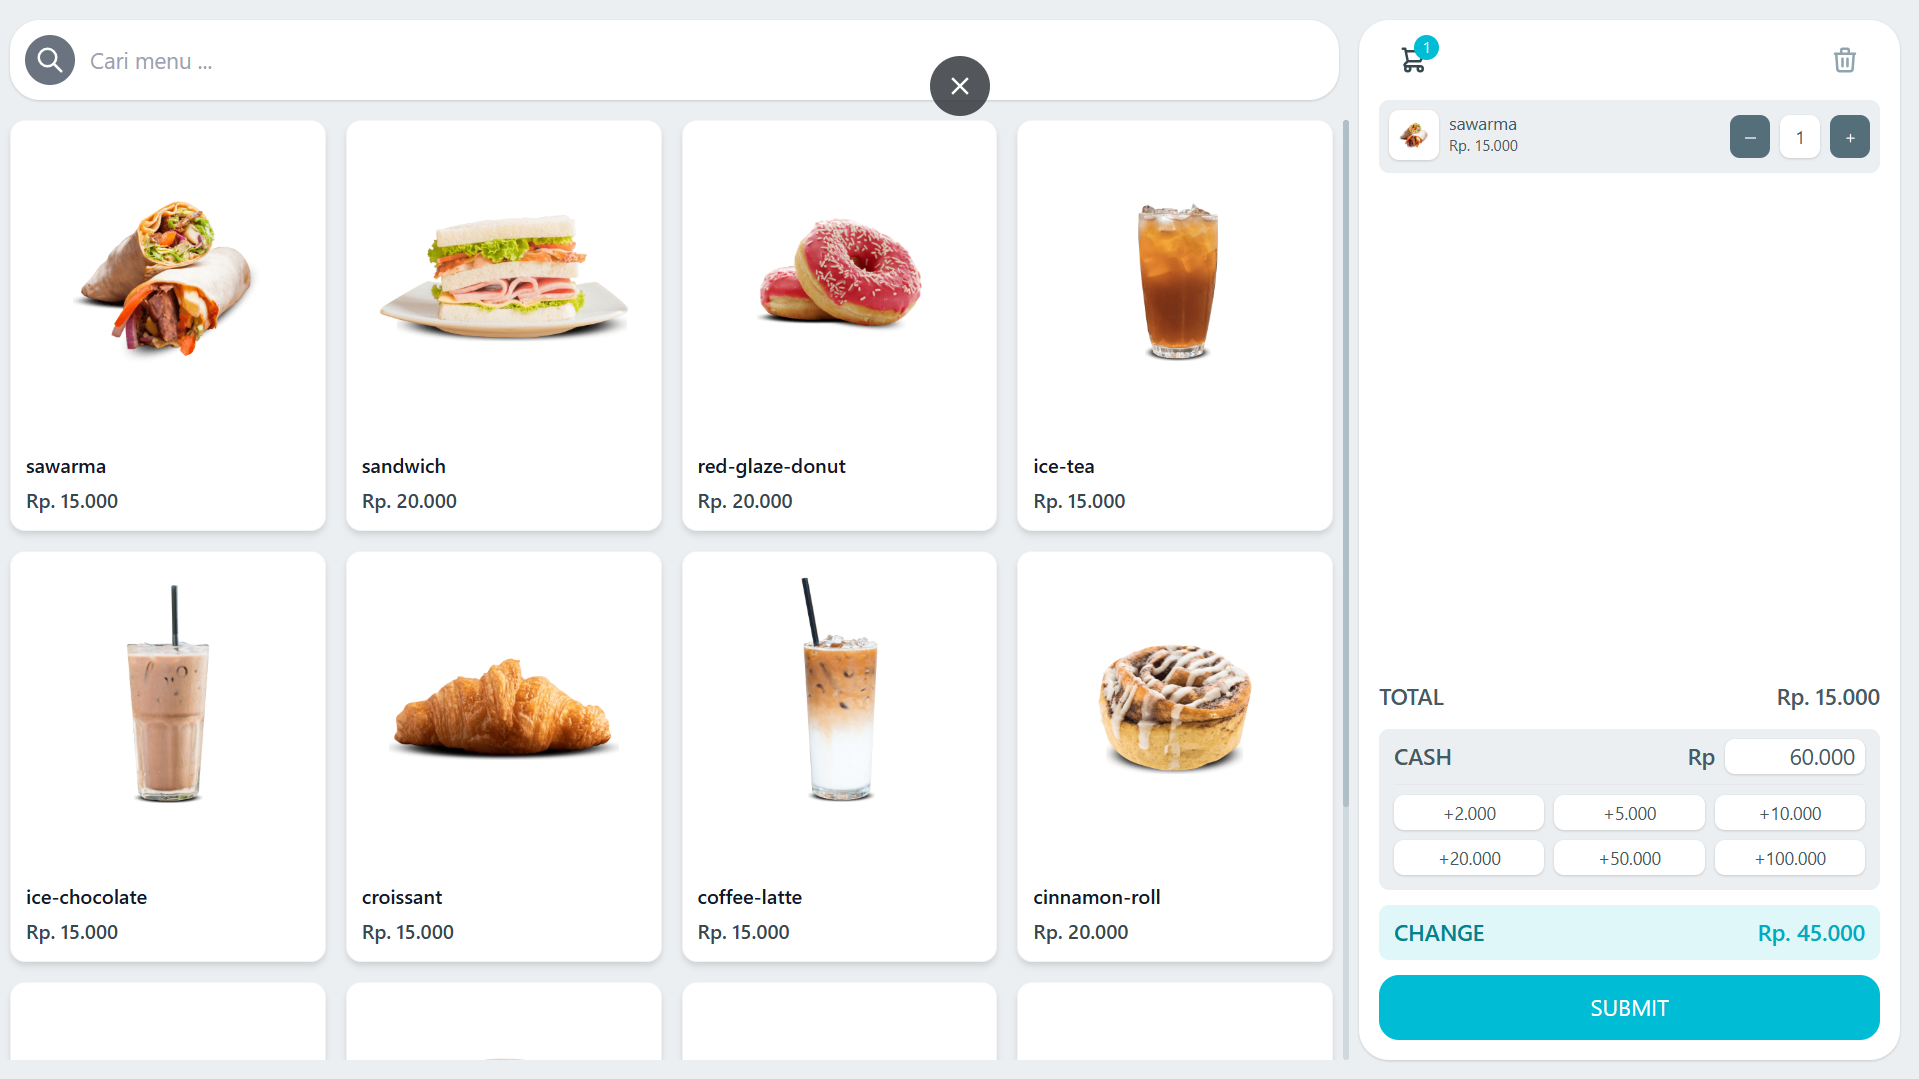 Cari menu ...
sawarma
Rp. 15.000
sandwich
Rp. 20.000
red-glaze-donut
Rp. 20.000
ice-tea
Rp. 15.000
ice-chocolate
Rp. 15.000
croissant
Rp. 15.000
coffee-latte
Rp. 15.000
cinnamon-roll
Rp. 20.000
1
sawarma
Rp. 15.000
− 1 +
TOTAL Rp. 15.000
CASH Rp 60.000
+2.000 +5.000 +10.000
+20.000 +50.000 +100.000
CHANGE Rp. 45.000
SUBMIT